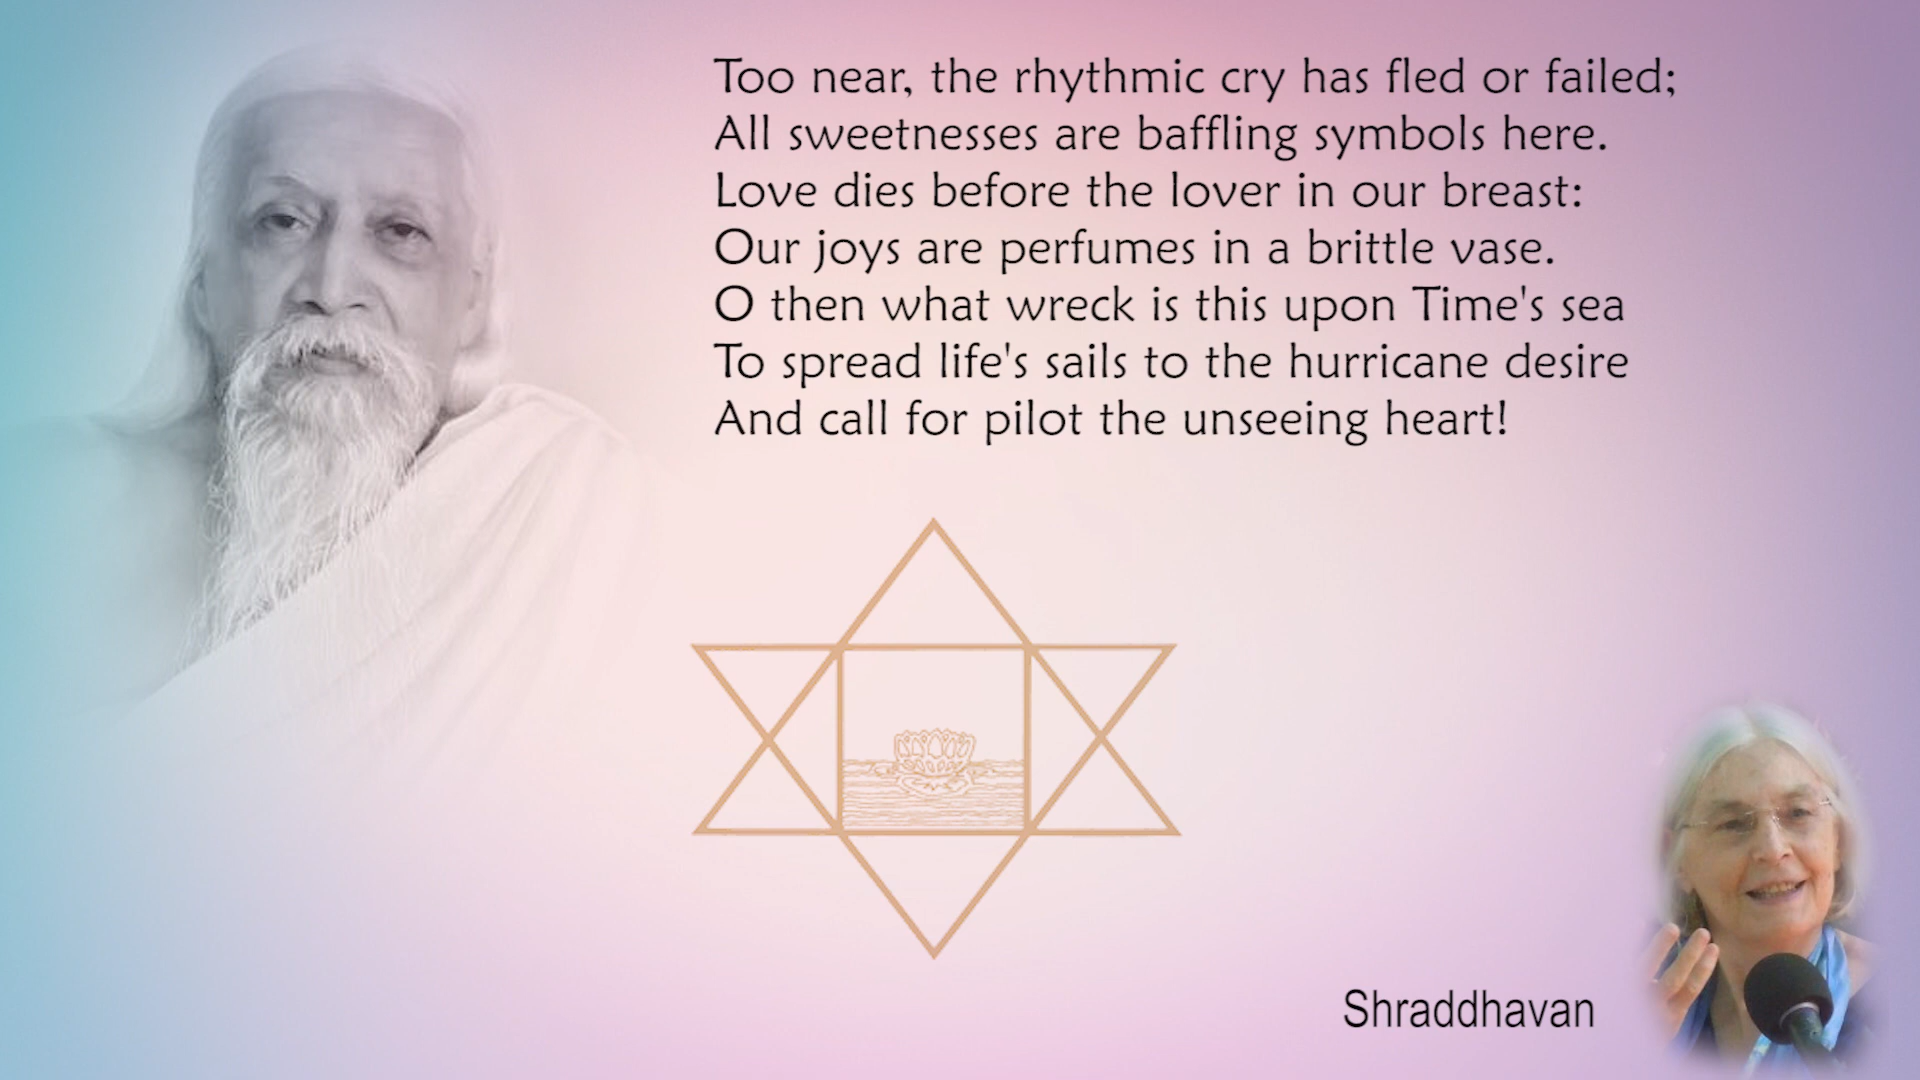 Too near, the rhythmic cry has fled or failed;
All sweetnesses are baffling symbols here.
Love dies before the lover in our breast:
Our joys are perfumes in a brittle vase.
O then what wreck is this upon Time's sea
To spread life's sails to the hurricane desire
And call for pilot the unseeing heart!
Shraddhavan